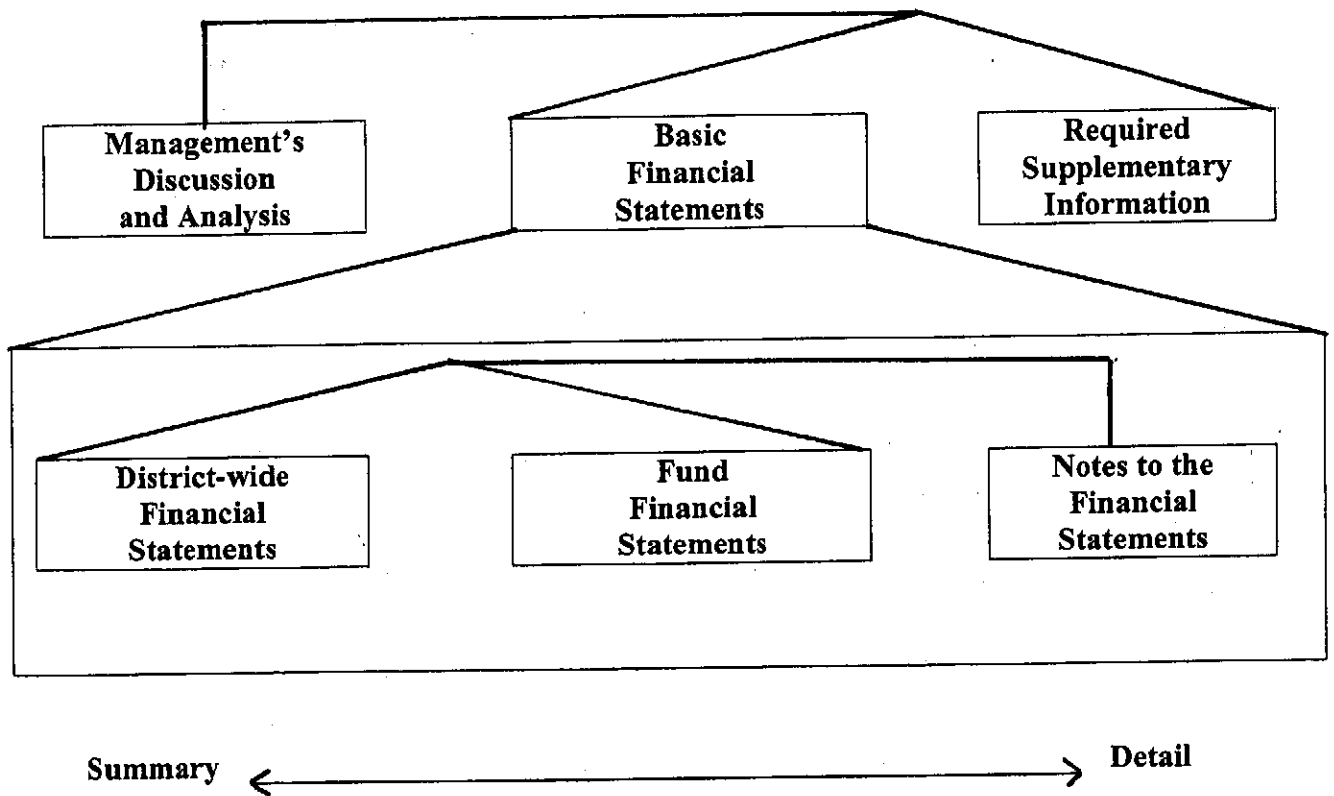 Management's
Discussion
and Analysis
Basic
Financial
Statements
Required
Supplementary
Information
District-wide
Financial
Statements
Fund
Financial
Statements
Notes to the
Financial
Statements
Summary
Detail